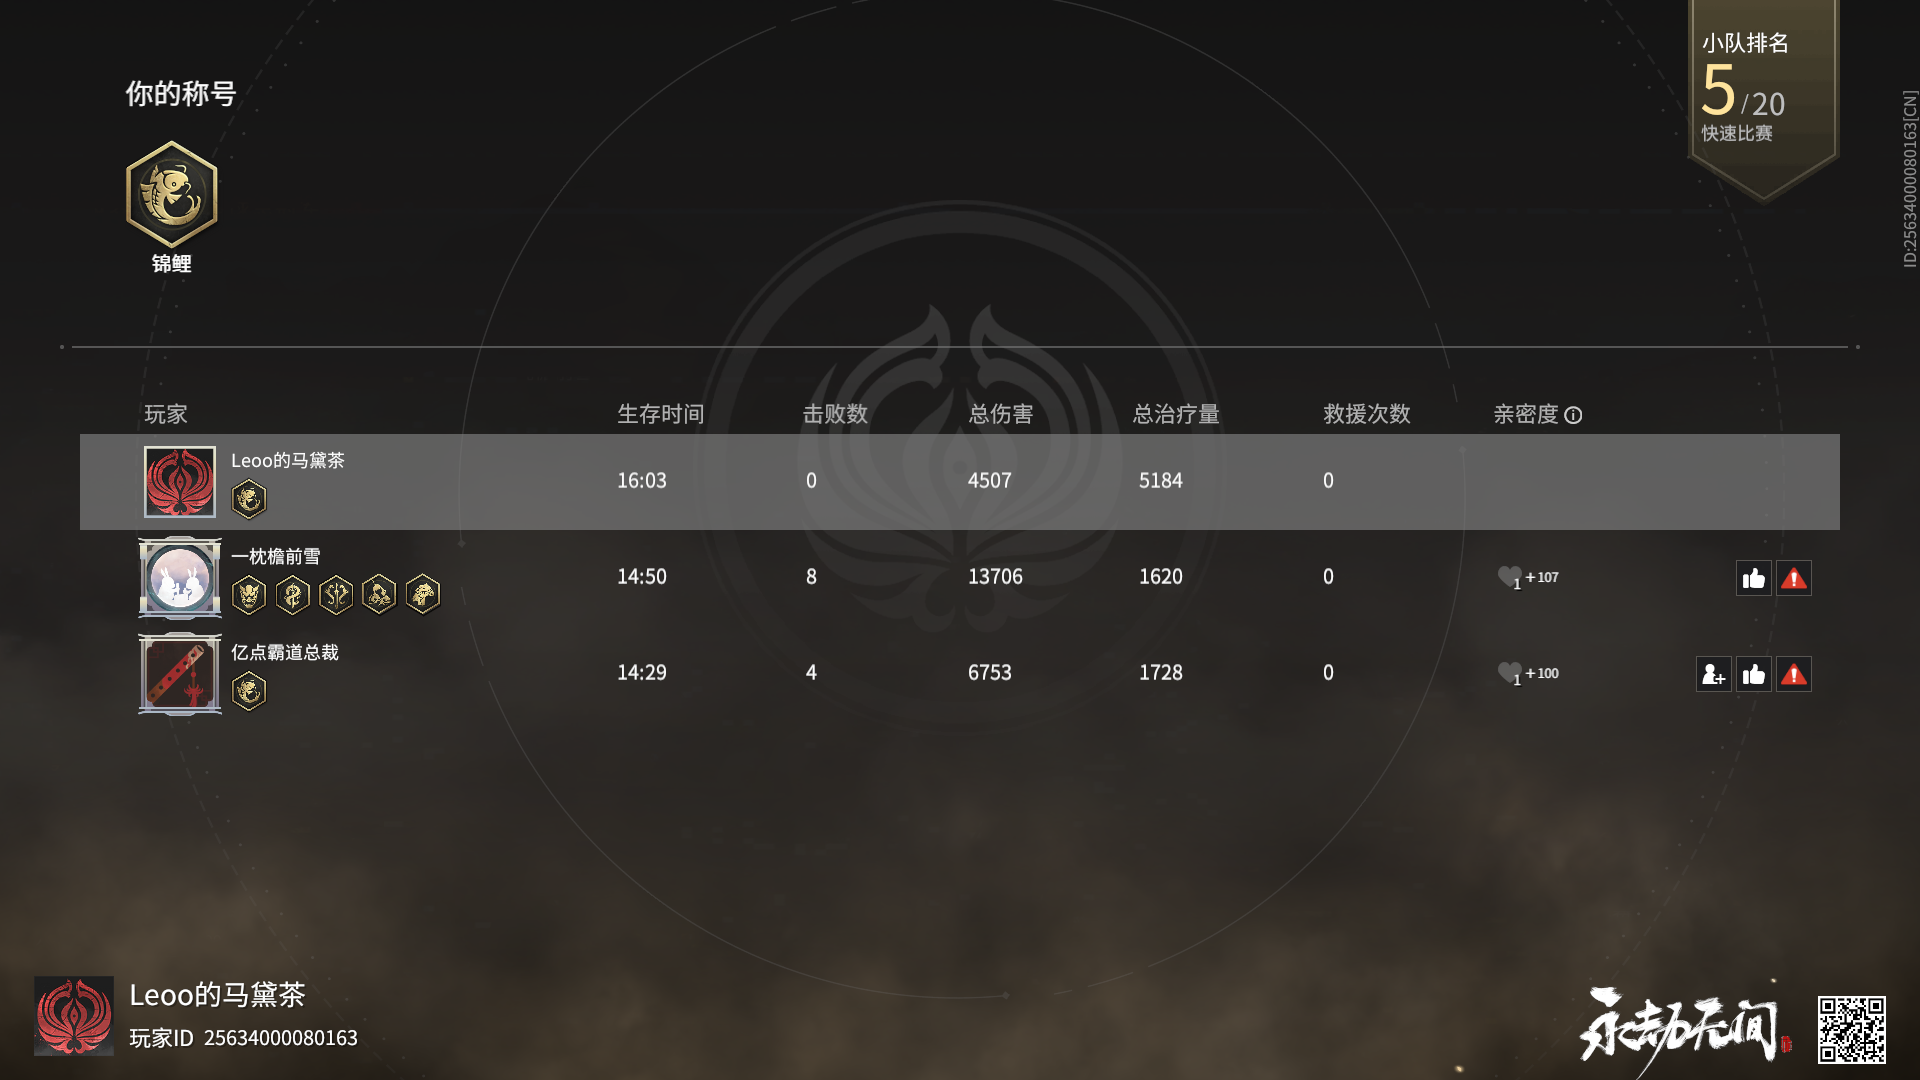 你的称号
锦鲤
小队排名
5/20
快速比赛
ID:25634000080163[CN]
玩家 生存时间 击败数 总伤害 总治疗量 救援次数 亲密度
Leoo的马黛茶 16:03 0 4507 5184 0
一枕檐前雪 14:50 8 13706 1620 0 1 +107
亿点霸道总裁 14:29 4 6753 1728 0 1 +100
Leoo的马黛茶
玩家ID 25634000080163
永劫无间